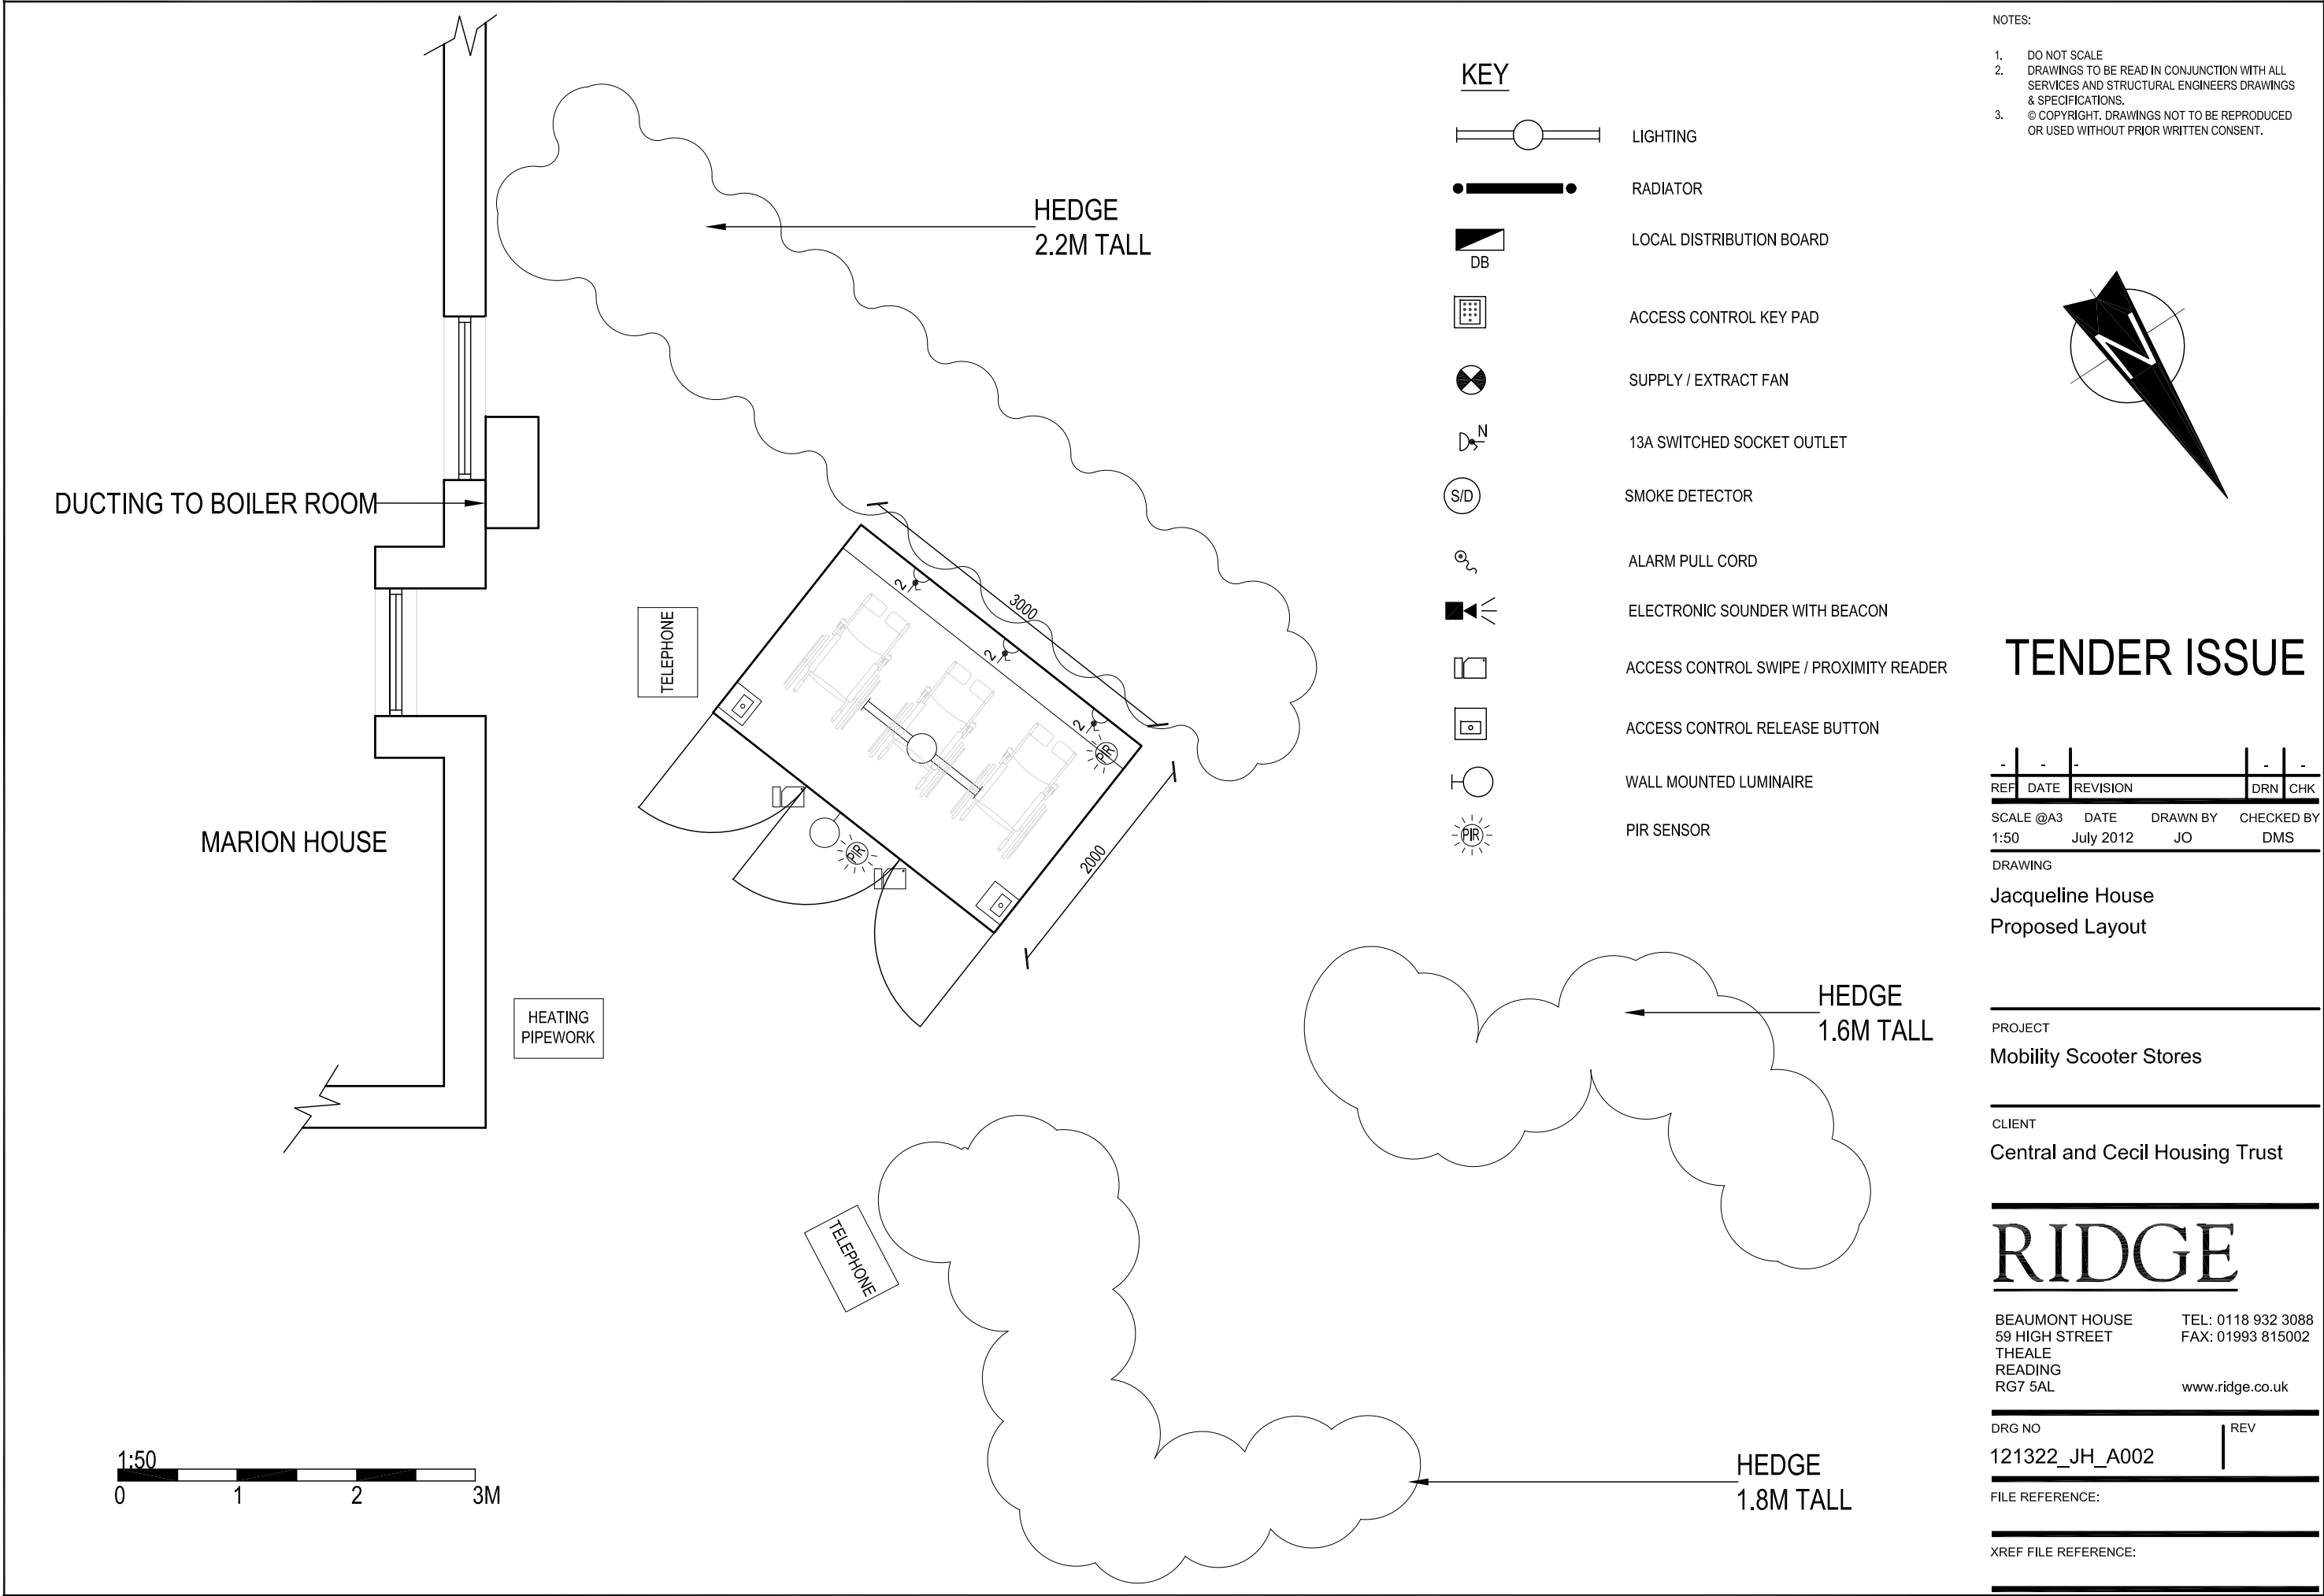 HEDGE
2.2M TALL
DUCTING TO BOILER ROOM
TELEPHONE
3000
2
2
2
PIR
PIR
2000
MARION HOUSE
HEATING
PIPEWORK
HEDGE
1.6M TALL
TELEPHONE
HEDGE
1.8M TALL
1:50
0 1 2 3M
KEY
LIGHTING
RADIATOR
DB
LOCAL DISTRIBUTION BOARD
ACCESS CONTROL KEY PAD
SUPPLY / EXTRACT FAN
N
13A SWITCHED SOCKET OUTLET
S/D
SMOKE DETECTOR
ALARM PULL CORD
ELECTRONIC SOUNDER WITH BEACON
ACCESS CONTROL SWIPE / PROXIMITY READER
ACCESS CONTROL RELEASE BUTTON
WALL MOUNTED LUMINAIRE
PIR
PIR SENSOR
NOTES:
1. DO NOT SCALE
2. DRAWINGS TO BE READ IN CONJUNCTION WITH ALL
SERVICES AND STRUCTURAL ENGINEERS DRAWINGS
& SPECIFICATIONS.
3. © COPYRIGHT. DRAWINGS NOT TO BE REPRODUCED
OR USED WITHOUT PRIOR WRITTEN CONSENT.
N
TENDER ISSUE
- - - - -
REF DATE REVISION DRN CHK
SCALE @A3 DATE DRAWN BY CHECKED BY
1:50 July 2012 JO DMS
DRAWING
Jacqueline House
Proposed Layout
PROJECT
Mobility Scooter Stores
CLIENT
Central and Cecil Housing Trust
RIDGE
BEAUMONT HOUSE TEL: 0118 932 3088
59 HIGH STREET FAX: 01993 815002
THEALE
READING
RG7 5AL www.ridge.co.uk
DRG NO REV
121322_JH_A002
FILE REFERENCE:
XREF FILE REFERENCE: